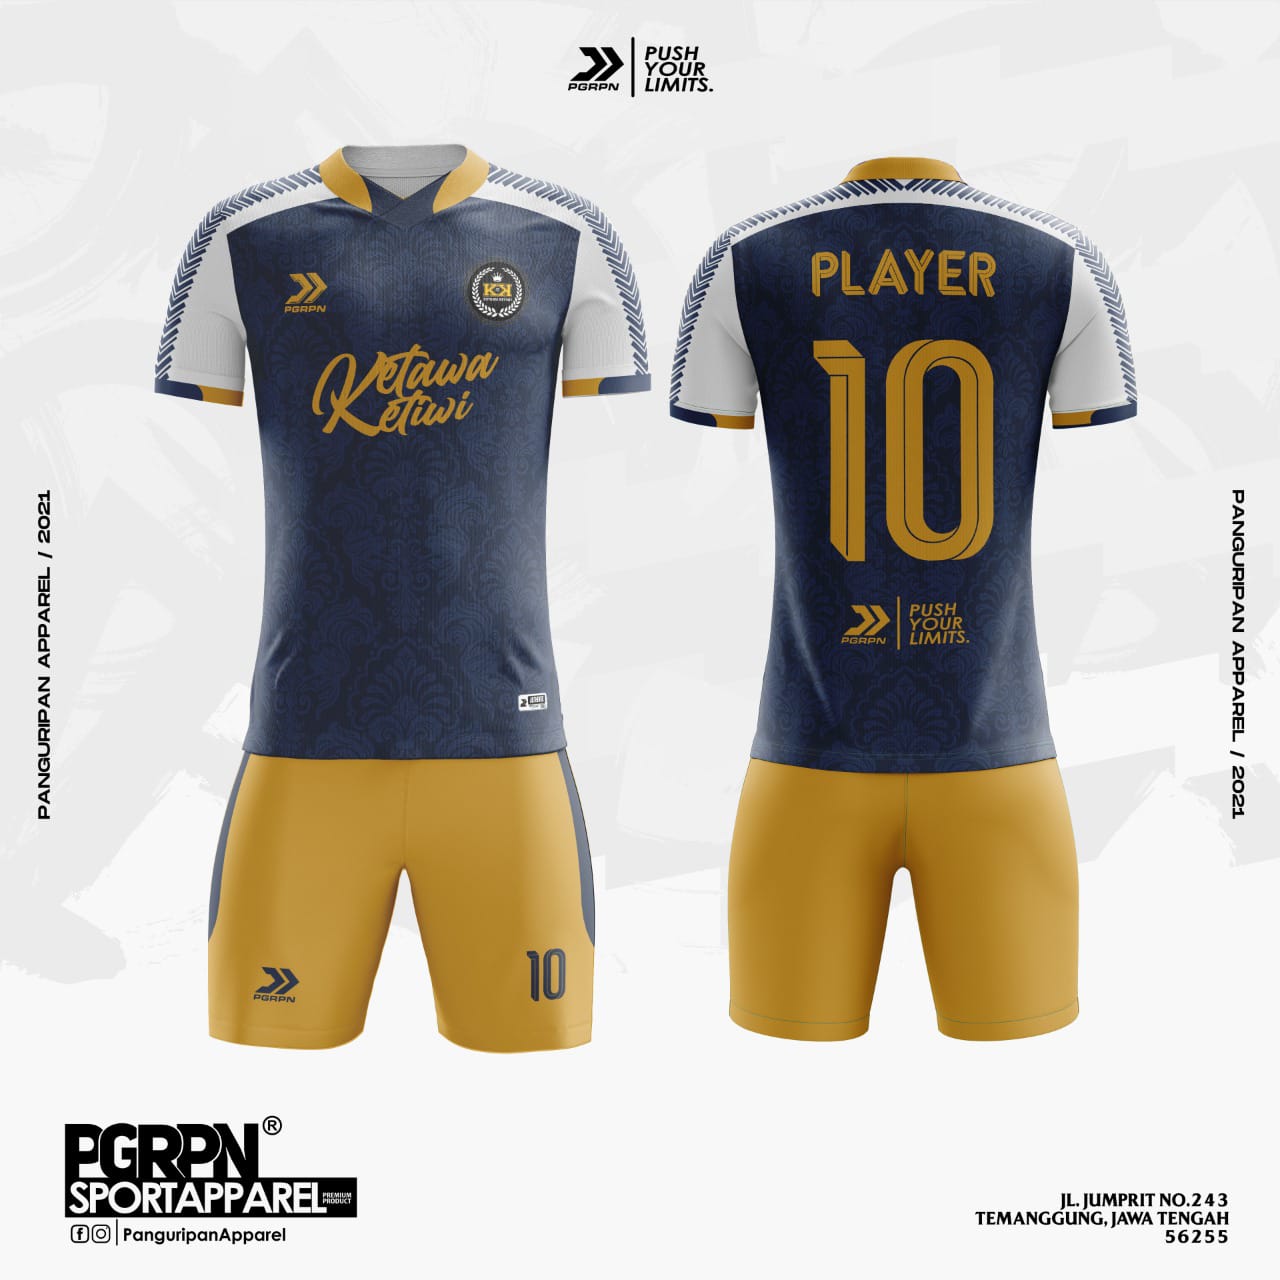 PGRPN
PUSH
YOUR
LIMITS.
PANGURIPAN APPAREL / 2021
PGRPN
KK
Ketawa
Ketiwi
PGRPN
10
PLAYER
10
PGRPN
PUSH
YOUR
LIMITS.
PANGURIPAN APPAREL / 2021
PGRPN®
SPORTAPPAREL PREMIUM PRODUCT
PanguripanApparel
JL. JUMPRIT NO.243
TEMANGGUNG, JAWA TENGAH
56255